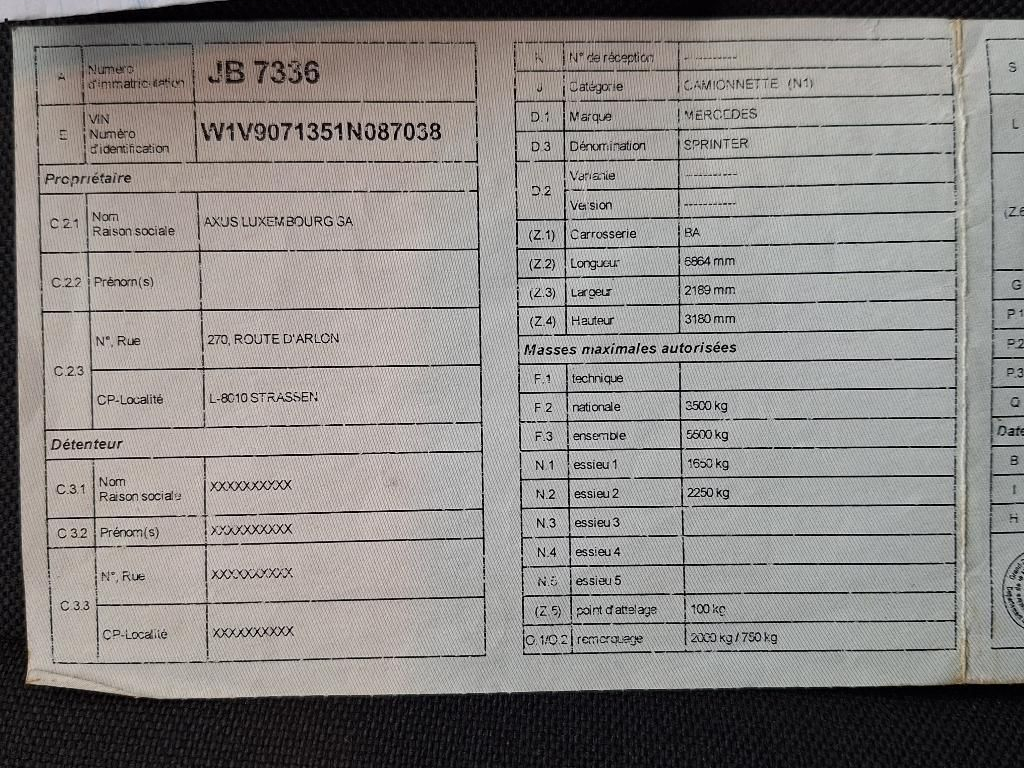 A Numéro d'immatriculation JB 7336
E VIN Numéro d'identification W1V9071351N087038
Propriétaire
C.2.1 Nom Raison sociale AXUS LUXEMBOURG SA
C.2.2 Prénom(s)
C.2.3 N°, Rue 270, ROUTE D'ARLON
CP-Localité L-8010 STRASSEN
Détenteur
C.3.1 Nom Raison sociale XXXXXXXXXX
C.3.2 Prénom(s) XXXXXXXXXX
C.3.3 N°, Rue XXXXXXXXXX
CP-Localité XXXXXXXXXX
K N° de réception -----------
J Catégorie CAMIONNETTE (N1)
D.1 Marque MERCEDES
D.3 Dénomination SPRINTER
D.2 Variante -----------
Version -----------
(Z.1) Carrosserie BA
(Z.2) Longueur 6864 mm
(Z.3) Largeur 2189 mm
(Z.4) Hauteur 3180 mm
Masses maximales autorisées
F.1 technique
F.2 nationale 3500 kg
F.3 ensemble 5500 kg
N.1 essieu 1 1650 kg
N.2 essieu 2 2250 kg
N.3 essieu 3
N.4 essieu 4
N.5 essieu 5
(Z.5) point d'attelage 100 kg
O.1/O.2 remorquage 2000 kg / 750 kg
S
L
(Z.6
G
P.1
P.2
P.3
Q
Date
B
I
H